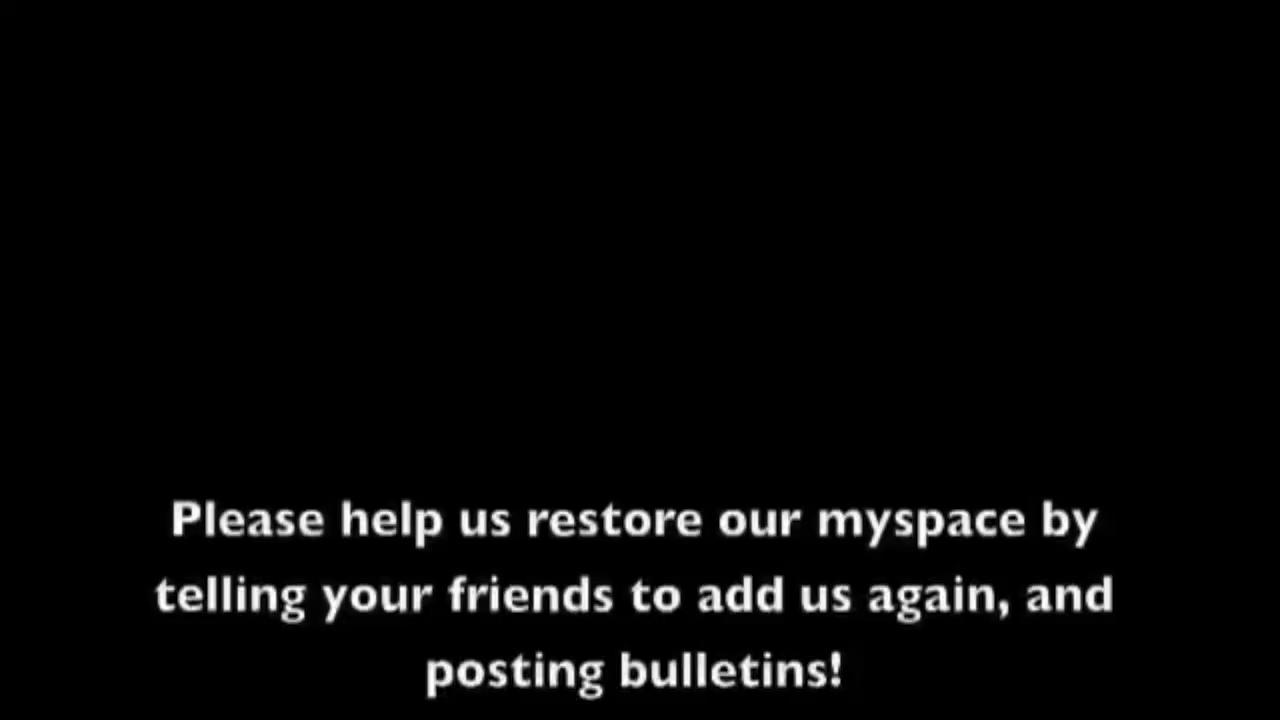 Please help us restore our myspace by
telling your friends to add us again, and
posting bulletins!